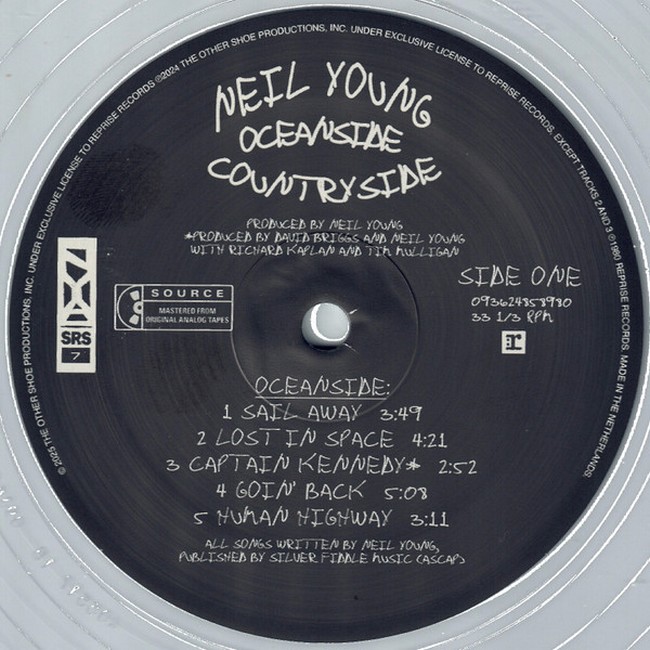 ℗2024 THE OTHER SHOE PRODUCTIONS, INC. UNDER EXCLUSIVE LICENSE TO REPRISE RECORDS, EXCEPT TRACKS 2 AND 3 ℗1980 REPRISE RECORDS. MADE IN THE NETHERLANDS.
© 2025 THE OTHER SHOE PRODUCTIONS, INC. UNDER EXCLUSIVE LICENSE TO REPRISE RECORDS
NEIL YOUNG
OCEANSIDE
COUNTRYSIDE
PRODUCED BY NEIL YOUNG
*PRODUCED BY DAVID BRIGGS AND NEIL YOUNG
WITH RICHARD KAPLAN AND TIM MULLIGAN
SIDE ONE
093624858980
33 1/3 RPM
r
NYA
SRS
7
SOURCE
MASTERED FROM
ORIGINAL ANALOG TAPES
OCEANSIDE:
1 SAIL AWAY 3:49
2 LOST IN SPACE 4:21
3 CAPTAIN KENNEDY* 2:52
4 GOIN' BACK 5:08
5 HUMAN HIGHWAY 3:11
ALL SONGS WRITTEN BY NEIL YOUNG,
PUBLISHED BY SILVER FIDDLE MUSIC (ASCAP)